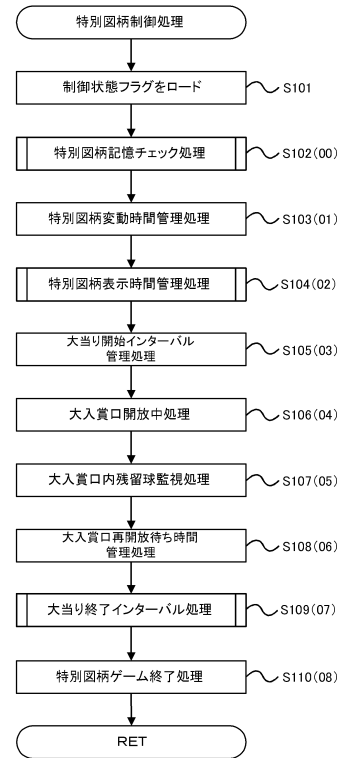 特別図柄制御処理
制御状態フラグをロード
S101
特別図柄記憶チェック処理
S102(00)
特別図柄変動時間管理処理
S103(01)
特別図柄表示時間管理処理
S104(02)
大当り開始インターバル
管理処理
S105(03)
大入賞口開放中処理
S106(04)
大入賞口内残留球監視処理
S107(05)
大入賞口再開放待ち時間
管理処理
S108(06)
大当り終了インターバル処理
S109(07)
特別図柄ゲーム終了処理
S110(08)
RET